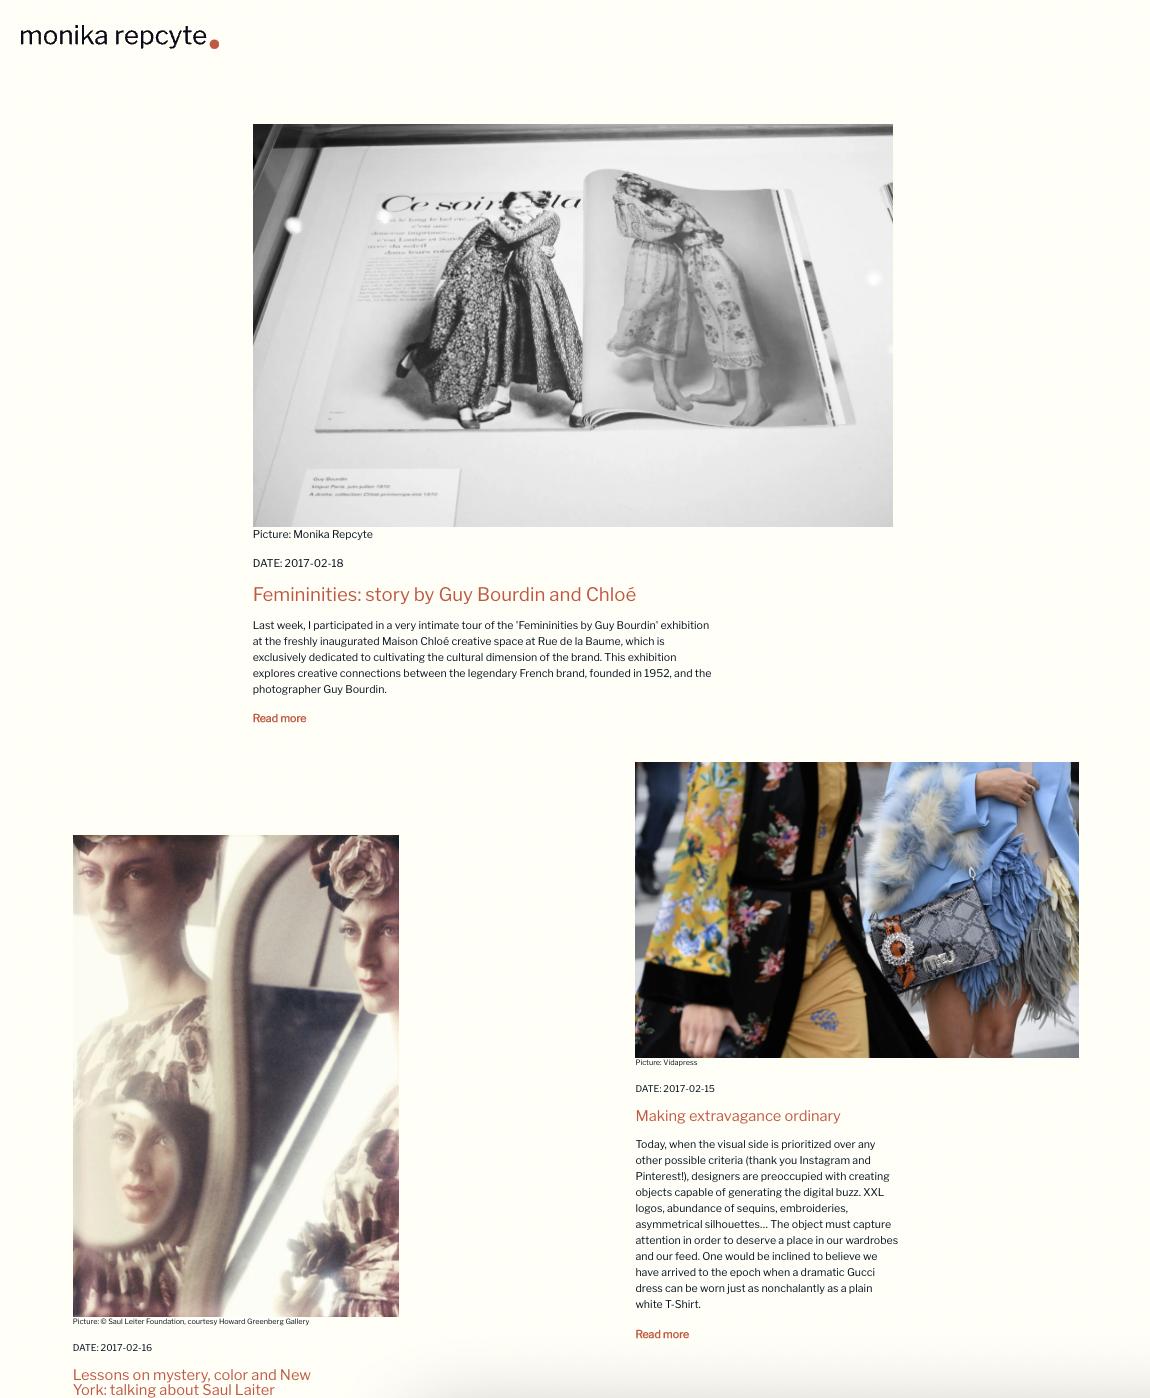 monika repcyte.
Ce soir la
Guy Bourdin
Vogue Paris, juin-juillet 1970
Picture: Monika Repcyte
DATE: 2017-02-18
Femininities: story by Guy Bourdin and Chloé
Last week, I participated in a very intimate tour of the 'Femininities by Guy Bourdin' exhibition
at the freshly inaugurated Maison Chloé creative space at Rue de la Baume, which is
exclusively dedicated to cultivating the cultural dimension of the brand. This exhibition
explores creative connections between the legendary French brand, founded in 1952, and the
photographer Guy Bourdin.
Read more
Picture: Vidapress
DATE: 2017-02-15
Making extravagance ordinary
Today, when the visual side is prioritized over any
other possible criteria (thank you Instagram and
Pinterest!), designers are preoccupied with creating
objects capable of generating the digital buzz. XXL
logos, abundance of sequins, embroideries,
asymmetrical silhouettes... The object must capture
attention in order to deserve a place in our wardrobes
and our feed. One would be inclined to believe we
have arrived to the epoch when a dramatic Gucci
dress can be worn just as nonchalantly as a plain
white T-Shirt.
Read more
Picture: © Saul Leiter Foundation, courtesy Howard Greenberg Gallery
DATE: 2017-02-16
Lessons on mystery, color and New
York: talking about Saul Laiter